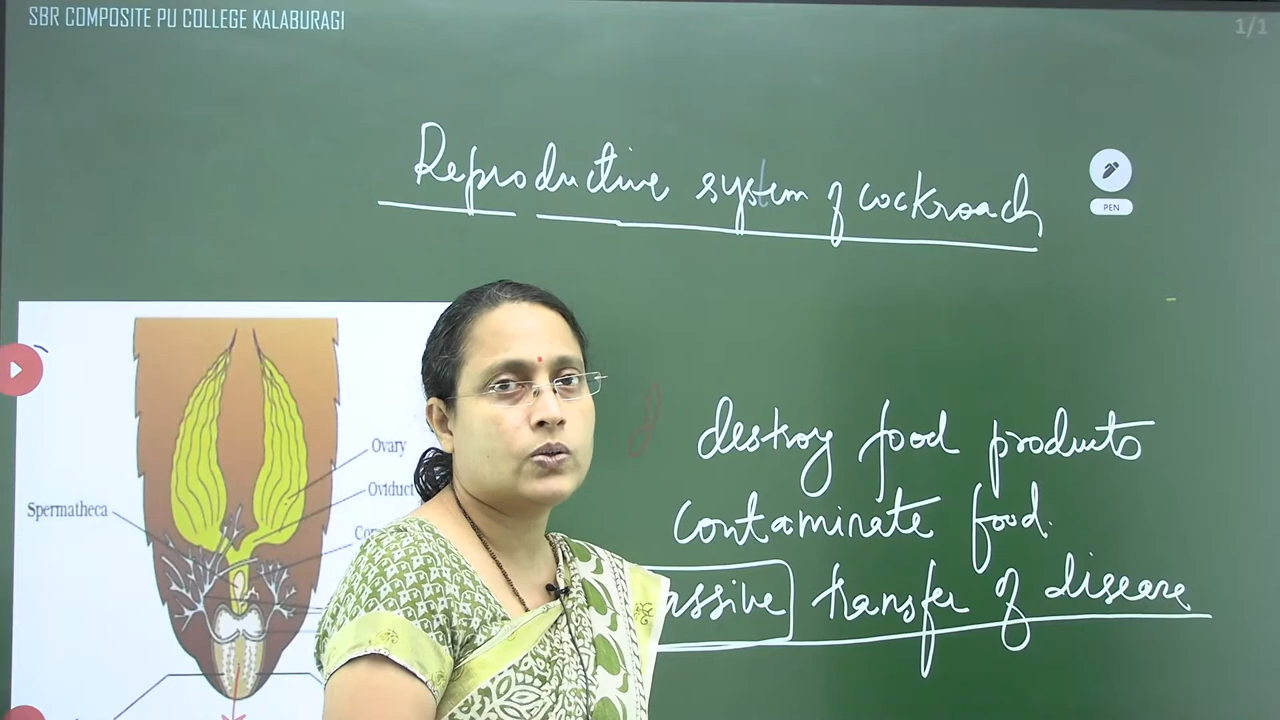 SBR COMPOSITE PU COLLEGE KALABURAGI
1/1
Reproductive system of cockroach
PEN
Ovary
Oviduct
Spermatheca
destroy food products
contaminate food.
transfer of disease